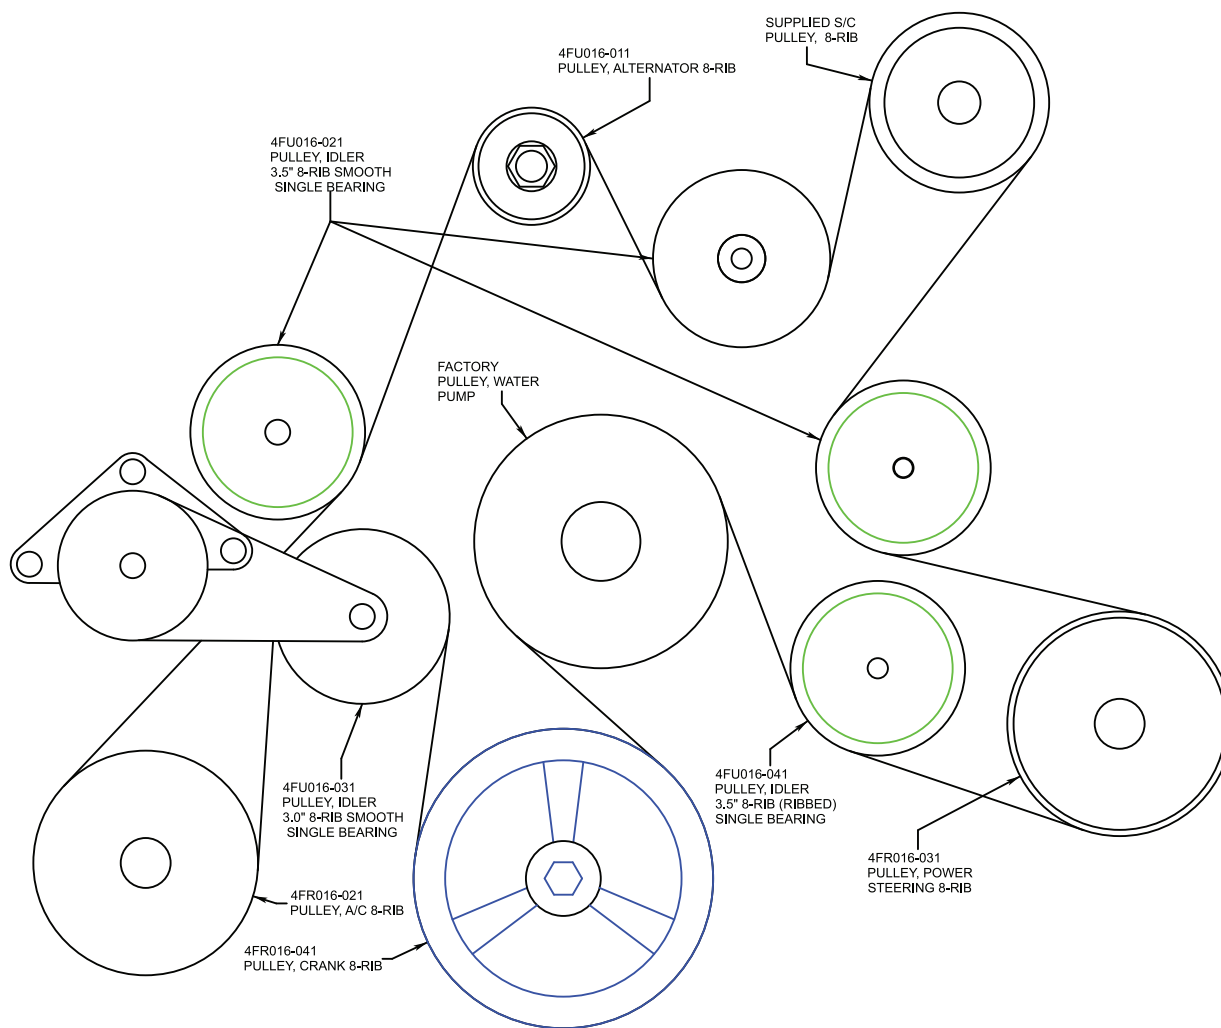 SUPPLIED S/C
PULLEY,  8-RIB
4FU016-011
PULLEY, ALTERNATOR 8-RIB
4FU016-021
PULLEY, IDLER
3.5" 8-RIB SMOOTH
SINGLE BEARING
FACTORY
PULLEY, WATER
PUMP
4FU016-031
PULLEY, IDLER
3.0" 8-RIB SMOOTH
SINGLE BEARING
4FU016-041
PULLEY, IDLER
3.5" 8-RIB (RIBBED)
SINGLE BEARING
4FR016-031
PULLEY, POWER
STEERING 8-RIB
4FR016-021
PULLEY, A/C 8-RIB
4FR016-041
PULLEY, CRANK 8-RIB